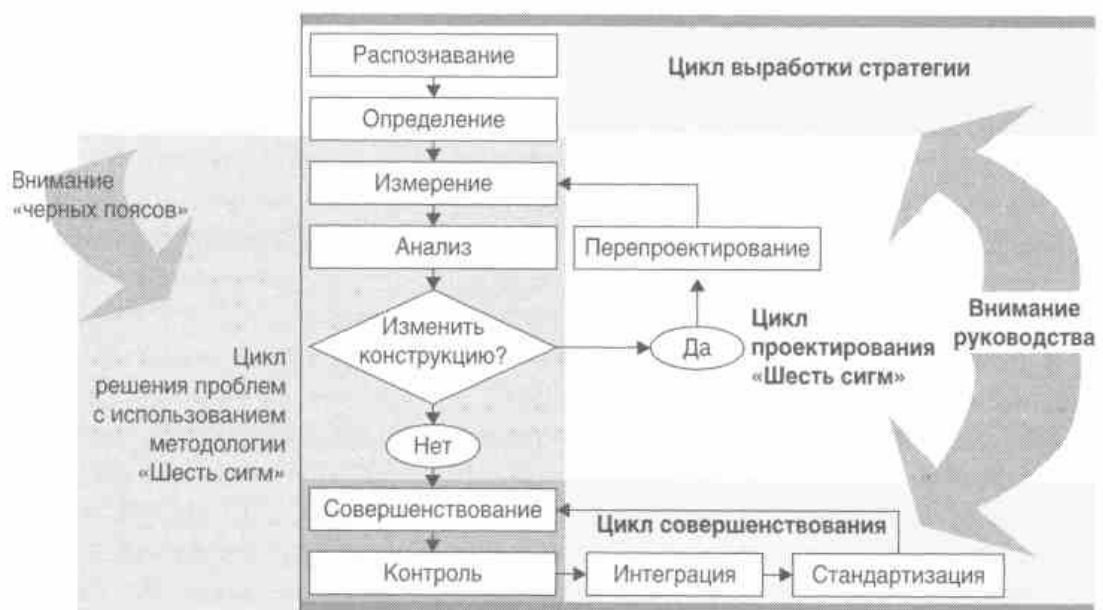 Распознавание
Цикл выработки стратегии
Определение
Внимание
«черных поясов»
Измерение
Анализ
Перепроектирование
Изменить
конструкцию?
Да
Цикл
проектирования
«Шесть сигм»
Внимание
руководства
Цикл
решения проблем
с использованием
методологии
«Шесть сигм»
Нет
Совершенствование
Цикл совершенствования
Контроль
Интеграция
Стандартизация